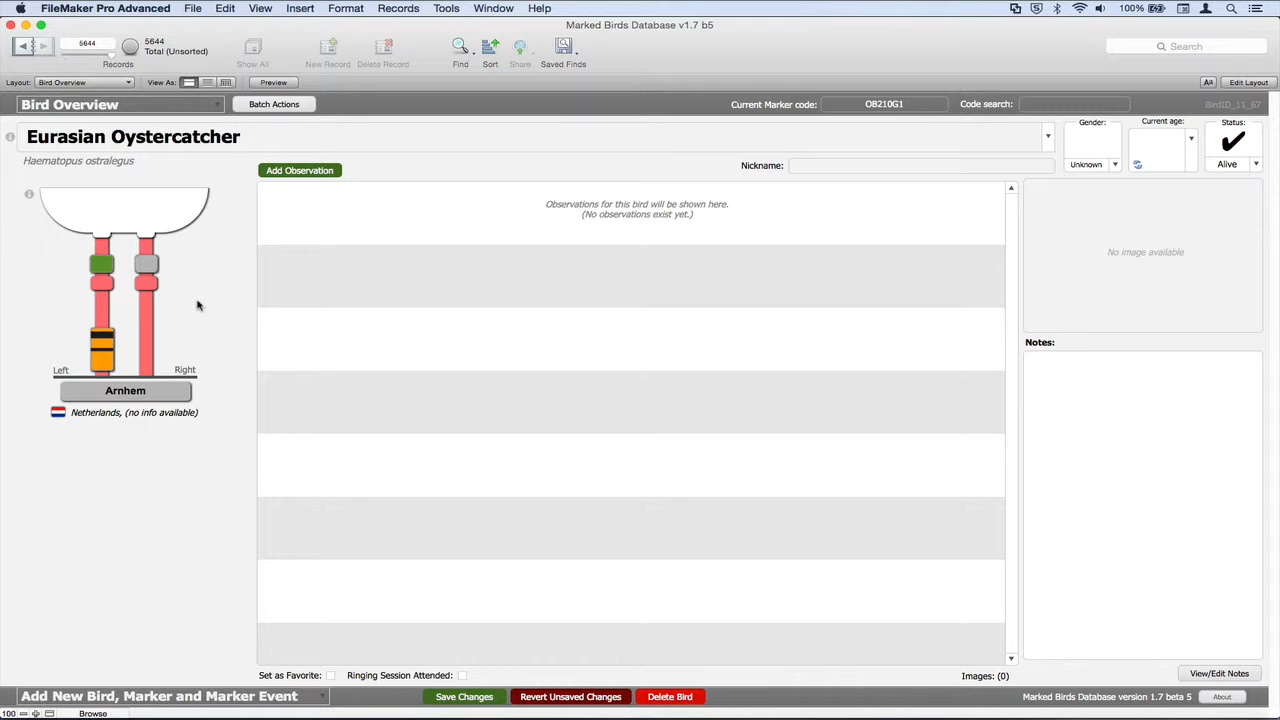 FileMaker Pro Advanced File Edit View Insert Format Records Tools Window Help 100%
Marked Birds Database v1.7 b5
5644 5644 Total (Unsorted)
Records Show All New Record Delete Record Find Sort Share Saved Finds Search
Layout: Bird Overview View As: Preview Aa Edit Layout
Bird Overview Batch Actions Current Marker code: OB210G1 Code search: BirdID_11_67
Eurasian Oystercatcher Gender: Current age: Status:
Haematopus ostralegus Add Observation Nickname: Unknown Alive
Observations for this bird will be shown here.
(No observations exist yet.)
No image available
Notes:
Left Right
Arnhem
Netherlands, (no info available)
Set as Favorite: Ringing Session Attended: Images: (0) View/Edit Notes
Add New Bird, Marker and Marker Event Save Changes Revert Unsaved Changes Delete Bird Marked Birds Database version 1.7 beta 5 About
100 Browse